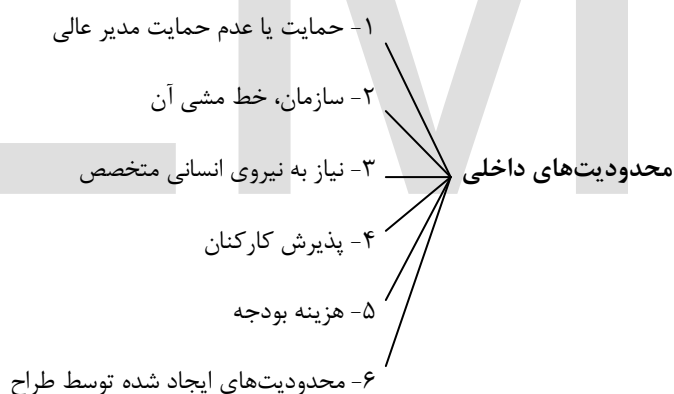 ۱- حمایت یا عدم حمایت مدیر عالی
۲- سازمان، خط مشی آن
محدودیت‌های داخلی
۳- نیاز به نیروی انسانی متخصص
۴- پذیرش کارکنان
۵- هزینه بودجه
۶- محدودیت‌های ایجاد شده توسط طراح